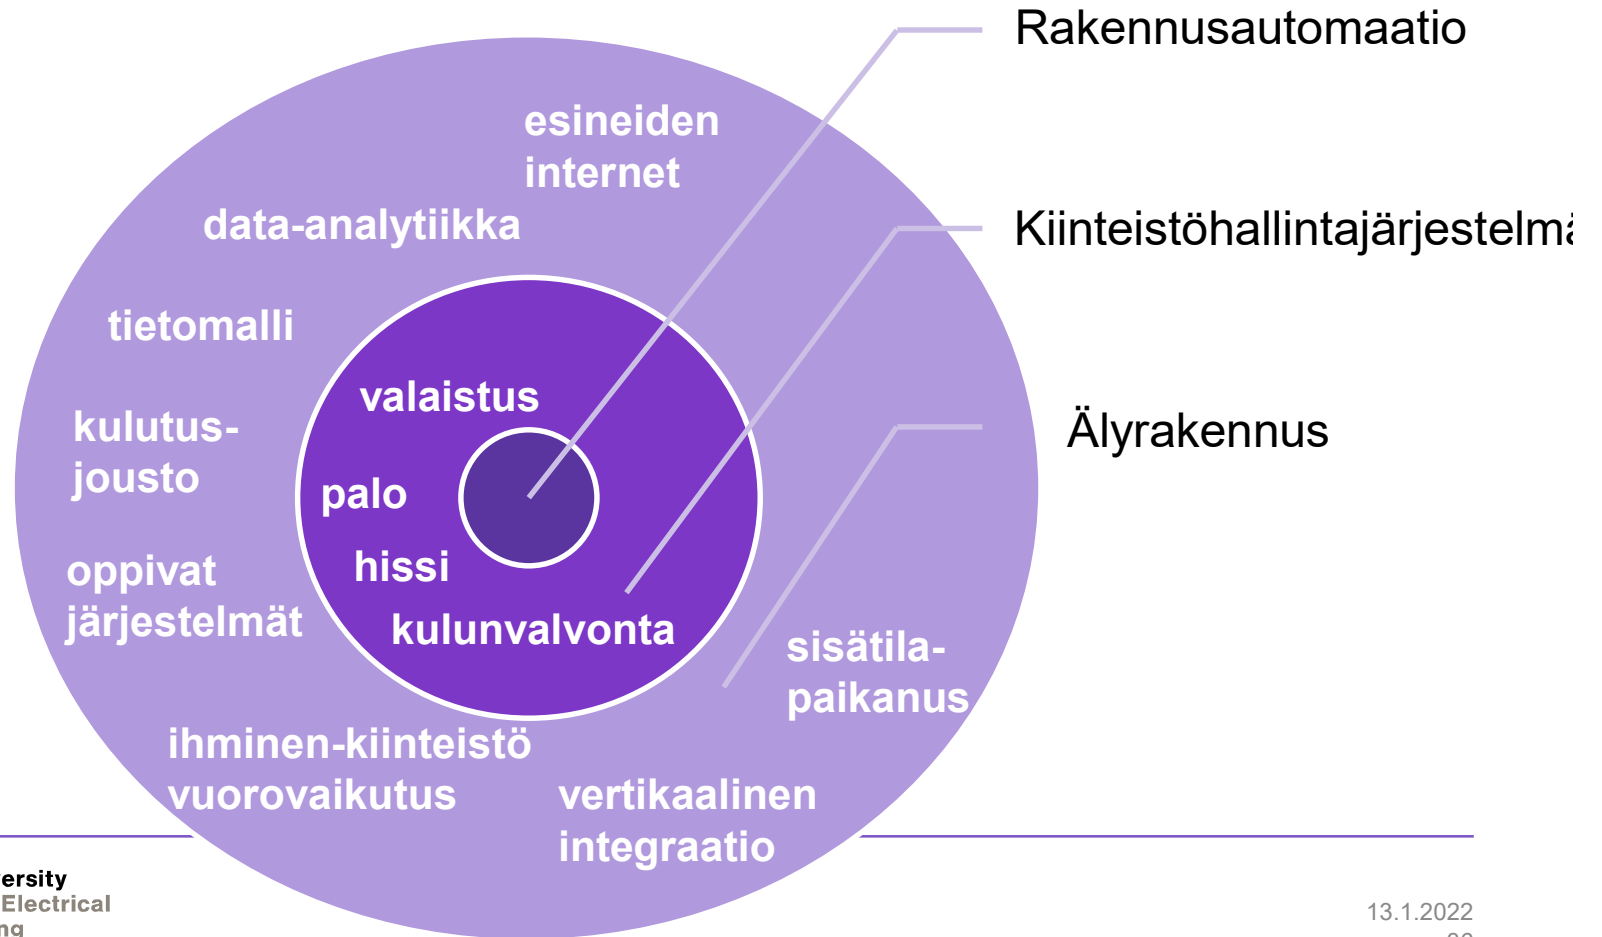 Rakennusautomaatio
esineiden
internet
data-analytiikka
Kiinteistöhallintajärjestelmä
tietomalli
valaistus
kulutus-
jousto
Älyrakennus
palo
hissi
oppivat
järjestelmät
kulunvalvonta
sisätila-
paikanus
ihminen-kiinteistö
vuorovaikutus
vertikaalinen
integraatio
ersity
Electrical
ng
13.1.2022